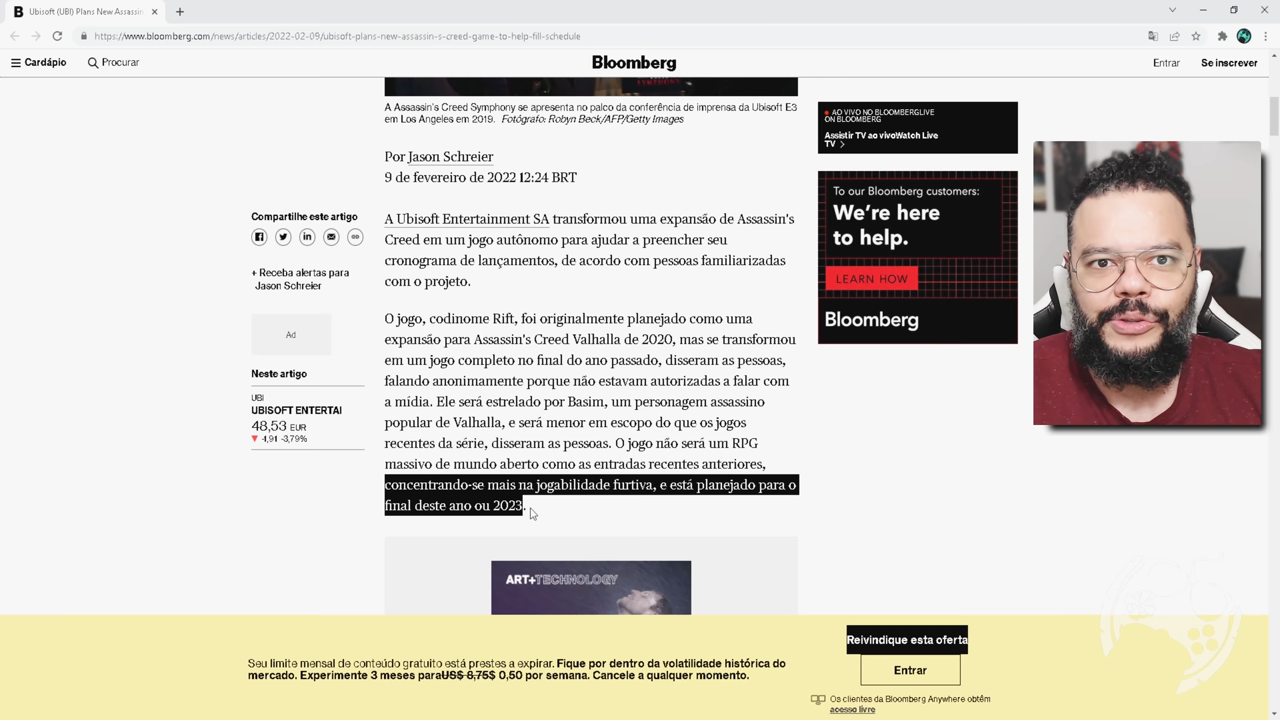 B Ubisoft (UBI) Plans New Assassin
https://www.bloomberg.com/news/articles/2022-02-09/ubisoft-plans-new-assassin-s-creed-game-to-help-fill-schedule
Cardápio
Procurar
Bloomberg
Entrar
Se inscrever
A Assassin's Creed Symphony se apresenta no palco da conferência de imprensa da Ubisoft E3
em Los Angeles em 2019. Fotógrafo: Robyn Beck/AFP/Getty Images
Por Jason Schreier
9 de fevereiro de 2022 12:24 BRT
Compartilhe este artigo
+ Receba alertas para
Jason Schreier
Ad
Neste artigo
UBI
UBISOFT ENTERTAI
48,53 EUR
▼ -1,91 -3,79%
A Ubisoft Entertainment SA transformou uma expansão de Assassin's
Creed em um jogo autônomo para ajudar a preencher seu
cronograma de lançamentos, de acordo com pessoas familiarizadas
com o projeto.
O jogo, codinome Rift, foi originalmente planejado como uma
expansão para Assassin's Creed Valhalla de 2020, mas se transformou
em um jogo completo no final do ano passado, disseram as pessoas,
falando anonimamente porque não estavam autorizadas a falar com
a mídia. Ele será estrelado por Basim, um personagem assassino
popular de Valhalla, e será menor em escopo do que os jogos
recentes da série, disseram as pessoas. O jogo não será um RPG
massivo de mundo aberto como as entradas recentes anteriores,
concentrando-se mais na jogabilidade furtiva, e está planejado para o
final deste ano ou 2023.
AO VIVO NO BLOOMBERGLIVE
ON BLOOMBERG
Assistir TV ao vivoWatch Live
TV
To our Bloomberg customers:
We're here
to help.
LEARN HOW
Bloomberg
ART+TECHNOLOGY
Seu limite mensal de conteúdo gratuito está prestes a expirar. Fique por dentro da volatilidade histórica do
mercado. Experimente 3 meses paraUS$ 8,75$ 0,50 por semana. Cancele a qualquer momento.
Reivindique esta oferta
Entrar
Os clientes da Bloomberg Anywhere obtêm
acesso livre